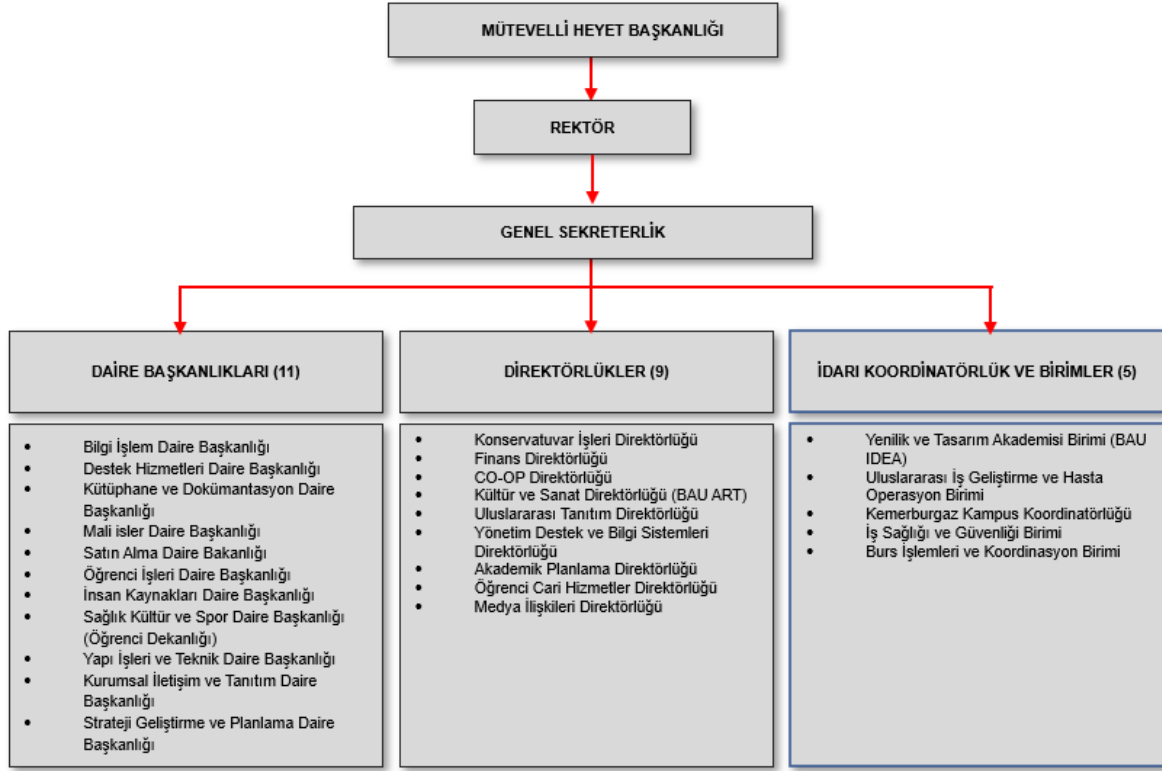 MÜTEVELLİ HEYET BAŞKANLIĞI
REKTÖR
GENEL SEKRETERLİK
DAİRE BAŞKANLIKLARI (11)
• Bilgi İşlem Daire Başkanlığı
• Destek Hizmetleri Daire Başkanlığı
• Kütüphane ve Dokümantasyon Daire
Başkanlığı
• Mali isler Daire Başkanlığı
• Satın Alma Daire Bakanlığı
• Öğrenci İşleri Daire Başkanlığı
• İnsan Kaynakları Daire Başkanlığı
• Sağlık Kültür ve Spor Daire Başkanlığı
(Öğrenci Dekanlığı)
• Yapı İşleri ve Teknik Daire Başkanlığı
• Kurumsal İletişim ve Tanıtım Daire
Başkanlığı
• Strateji Geliştirme ve Planlama Daire
Başkanlığı
DİREKTÖRLÜKLER (9)
• Konservatuvar İşleri Direktörlüğü
• Finans Direktörlüğü
• CO-OP Direktörlüğü
• Kültür ve Sanat Direktörlüğü (BAU ART)
• Uluslararası Tanıtım Direktörlüğü
• Yönetim Destek ve Bilgi Sistemleri
Direktörlüğü
• Akademik Planlama Direktörlüğü
• Öğrenci Cari Hizmetler Direktörlüğü
• Medya İlişkileri Direktörlüğü
İDARI KOORDİNATÖRLÜK VE BİRİMLER (5)
• Yenilik ve Tasarım Akademisi Birimi (BAU
IDEA)
• Uluslararası İş Geliştirme ve Hasta
Operasyon Birimi
• Kemerburgaz Kampus Koordinatörlüğü
• İş Sağlığı ve Güvenliği Birimi
• Burs İşlemleri ve Koordinasyon Birimi